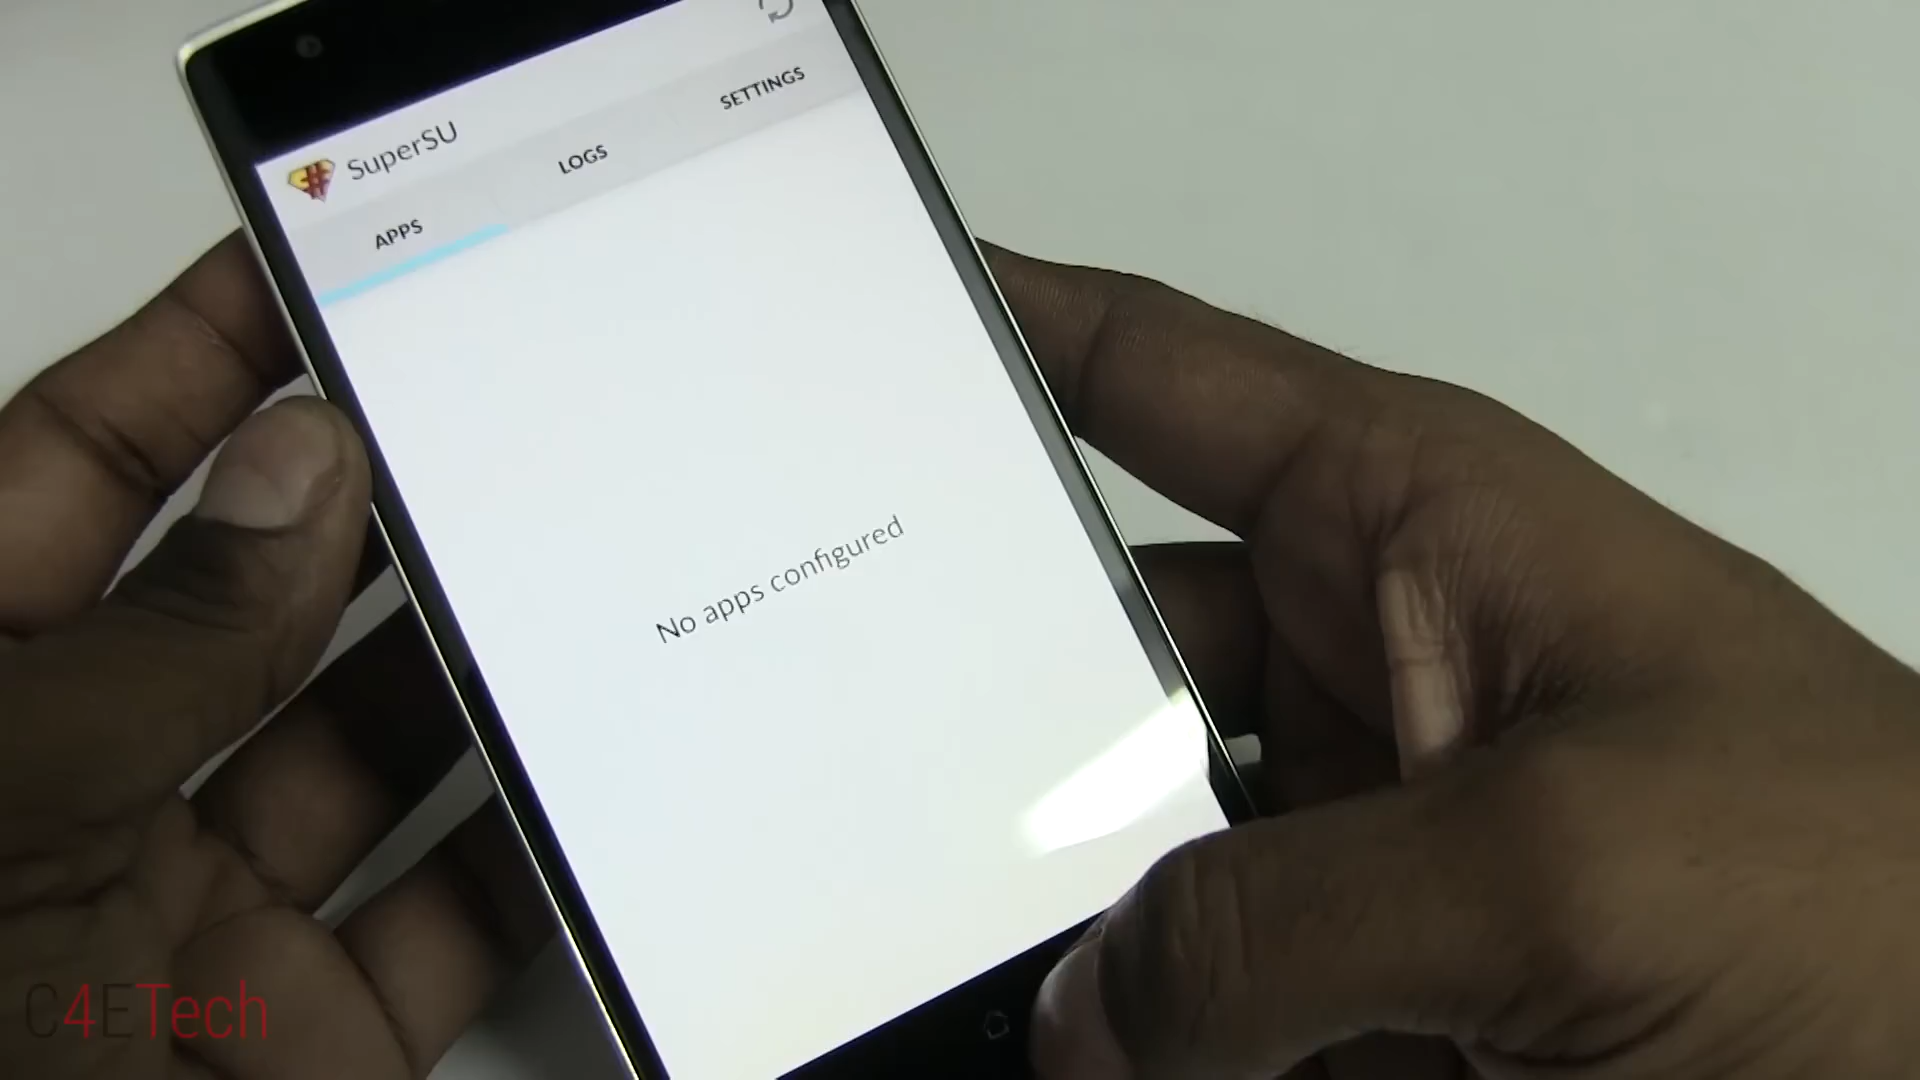 SuperSU
APPS
LOGS
SETTINGS
No apps configured
C4ETech